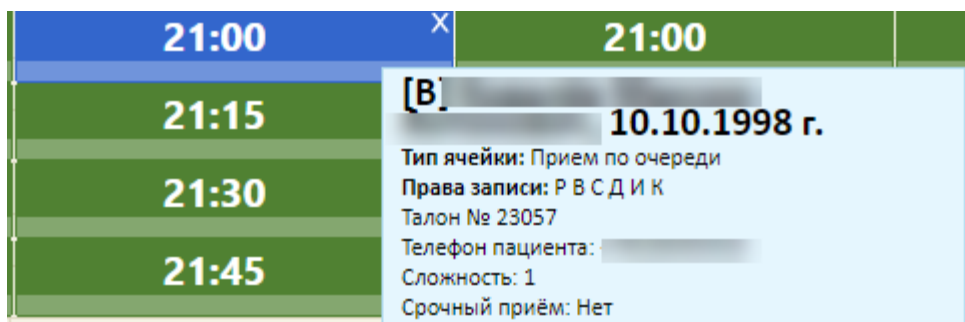 21:00 X 21:00
21:15
21:30
21:45
[В]
10.10.1998 г.
Тип ячейки: Прием по очереди
Права записи: Р В С Д И К
Талон № 23057
Телефон пациента:
Сложность: 1
Срочный приём: Нет